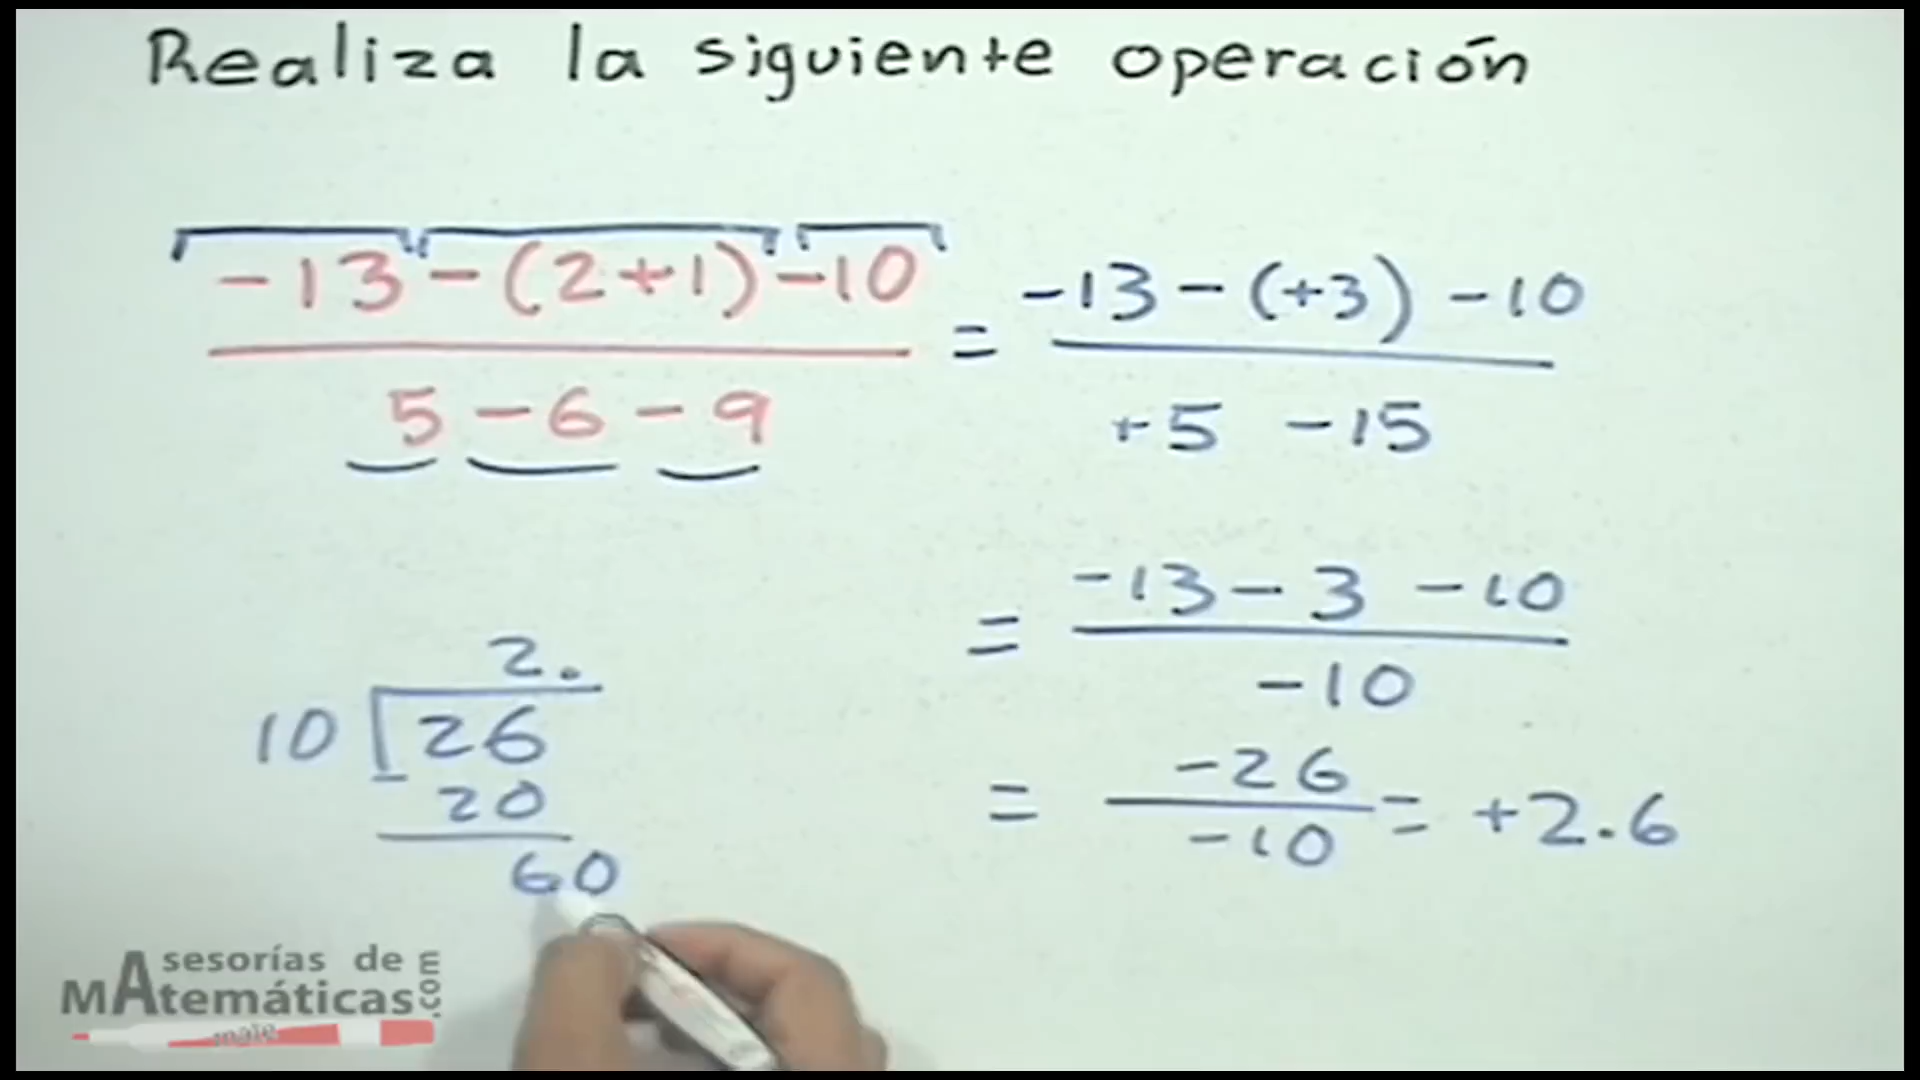 Realiza la siguiente operación
-13 -(2+1) -10
5 -6 - 9
=
-13 -(+3) -10
+5 -15
=
-13 - 3 -10
-10
=
-26
-10
= +2.6
2.
10 26
- 20
60
Asesorías de
MAtemáticas.com